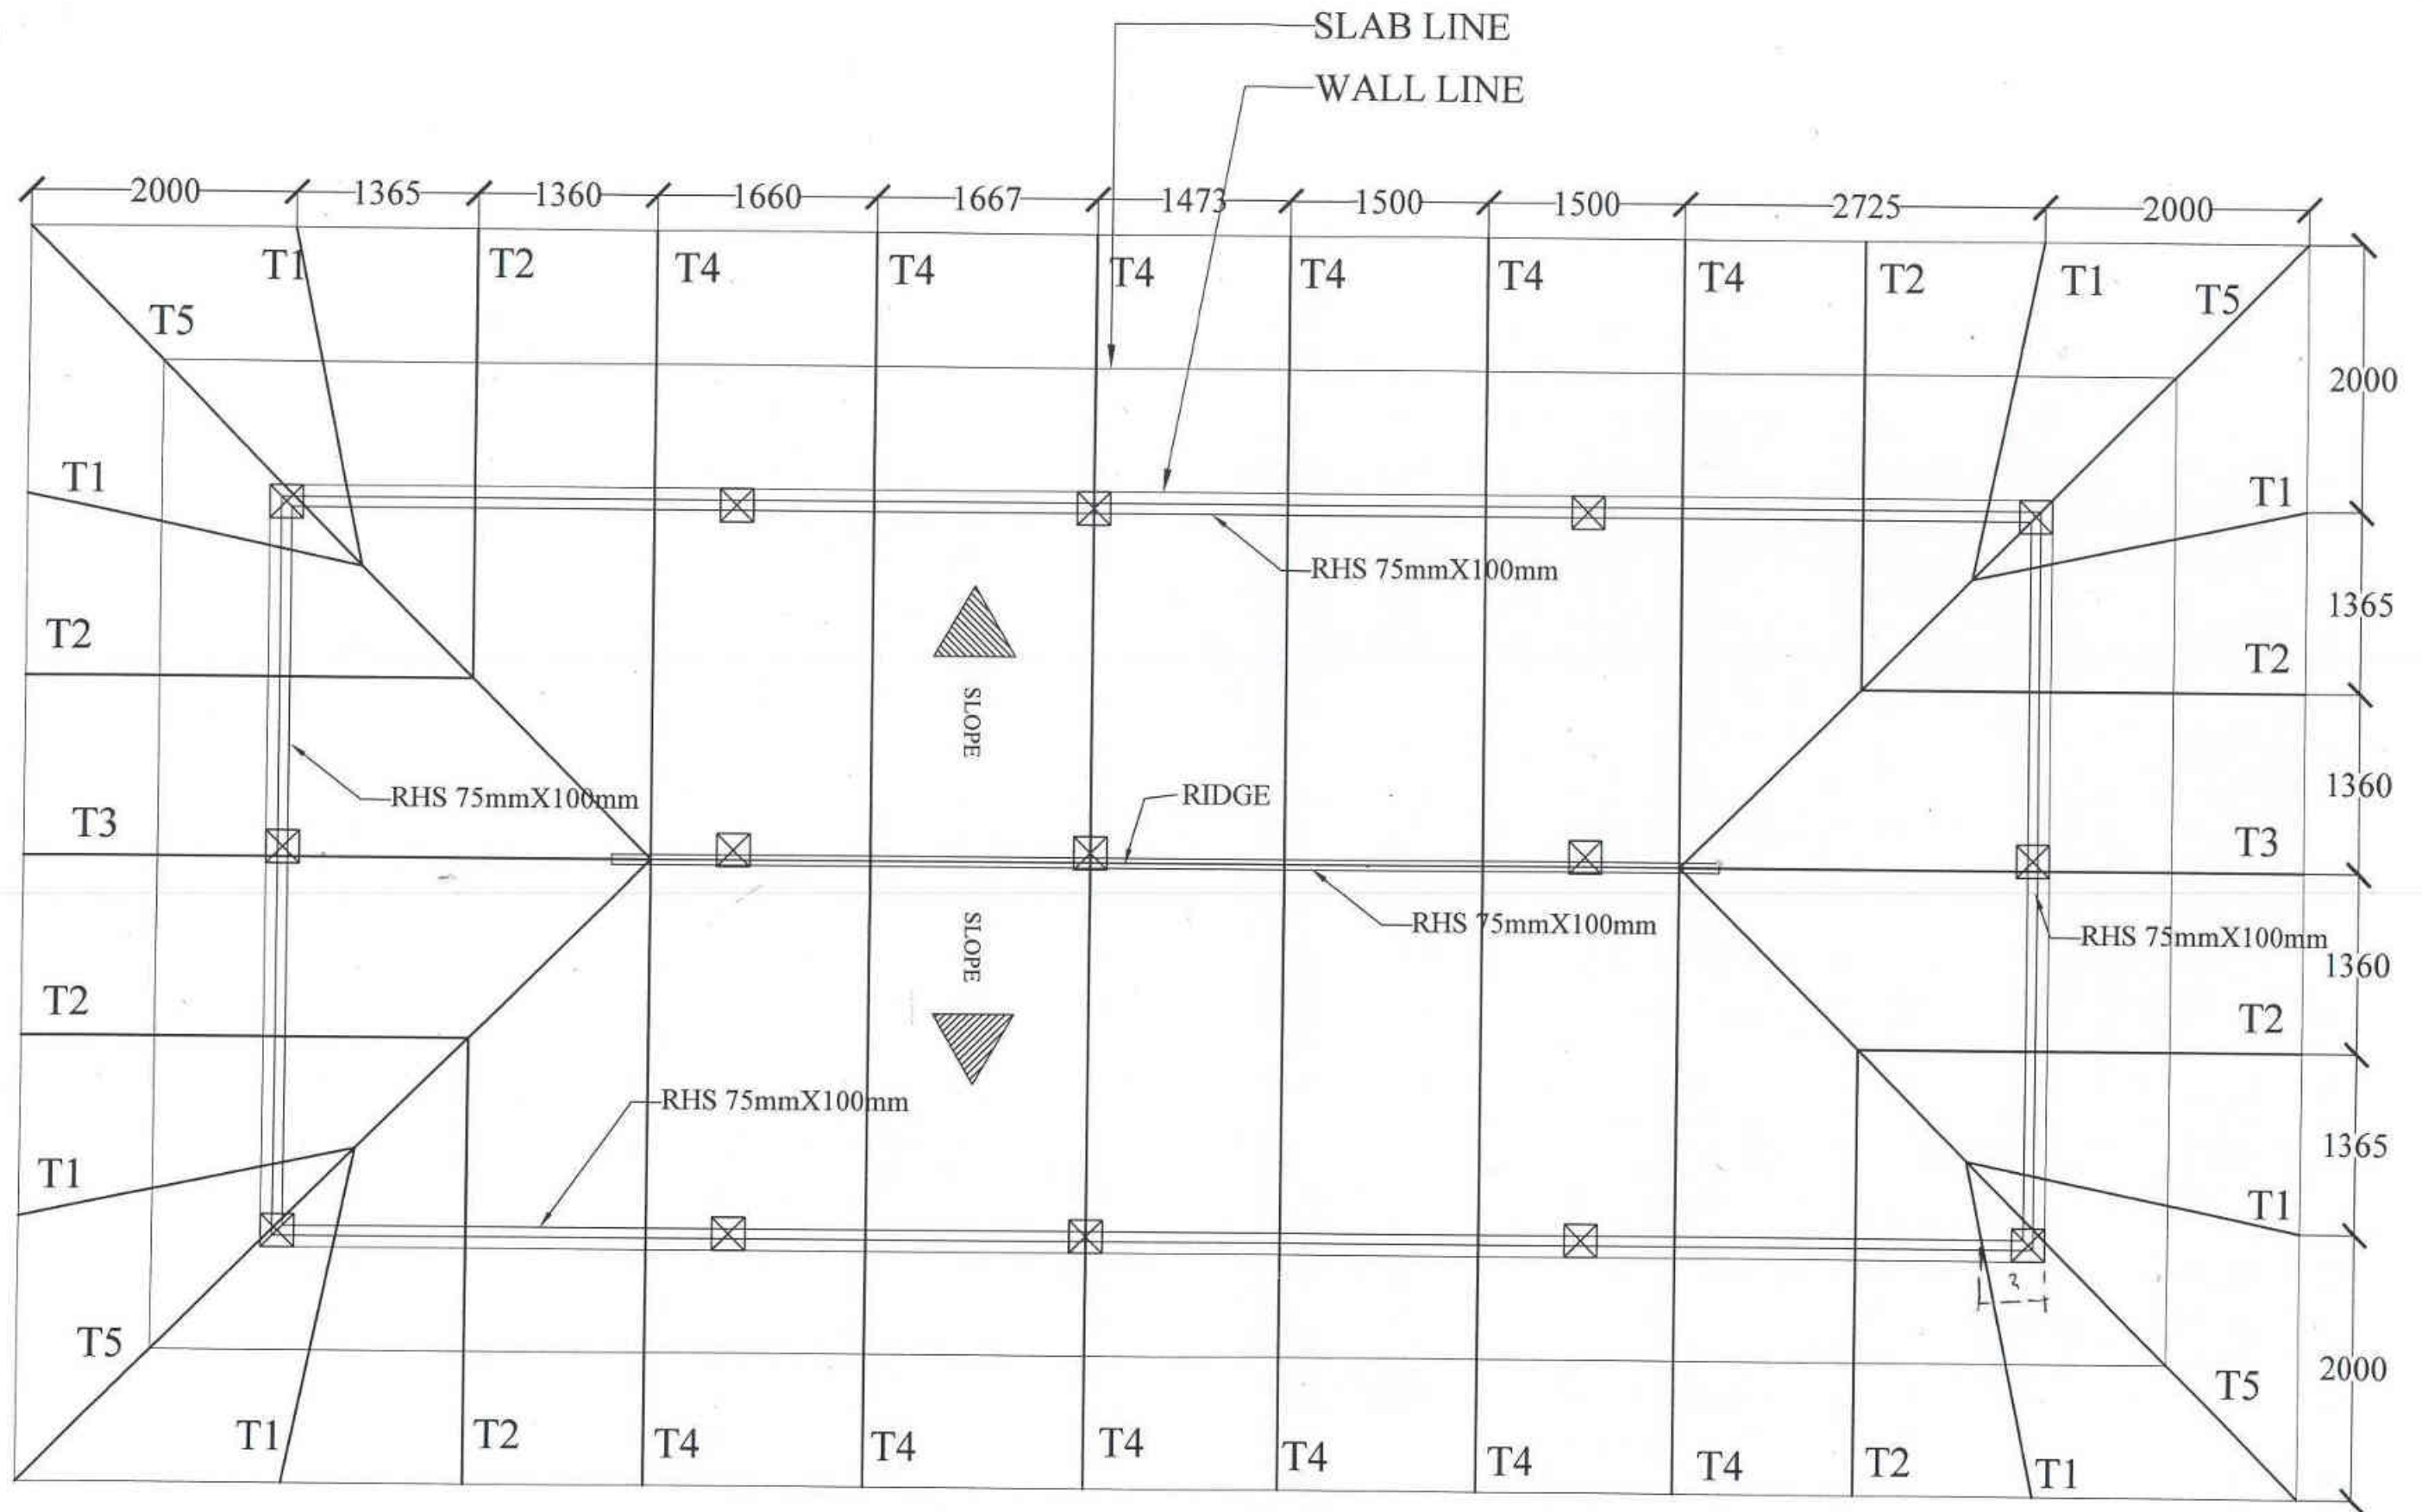 SLAB LINE
WALL LINE
2000 1365 1360 1660 1667 1473 1500 1500 2725 2000
T1 T2 T4 T4 T4 T4 T4 T4 T2 T1
T5 T5
2000
T1 T1
RHS 75mmX100mm
1365
T2 T2
SLOPE
RHS 75mmX100mm
RIDGE
1360
T3 T3
RHS 75mmX100mm
SLOPE
RHS 75mmX100mm
1360
T2 T2
RHS 75mmX100mm
1365
T1 T1
2000
T5 T5
T1 T2 T4 T4 T4 T4 T4 T4 T2 T1